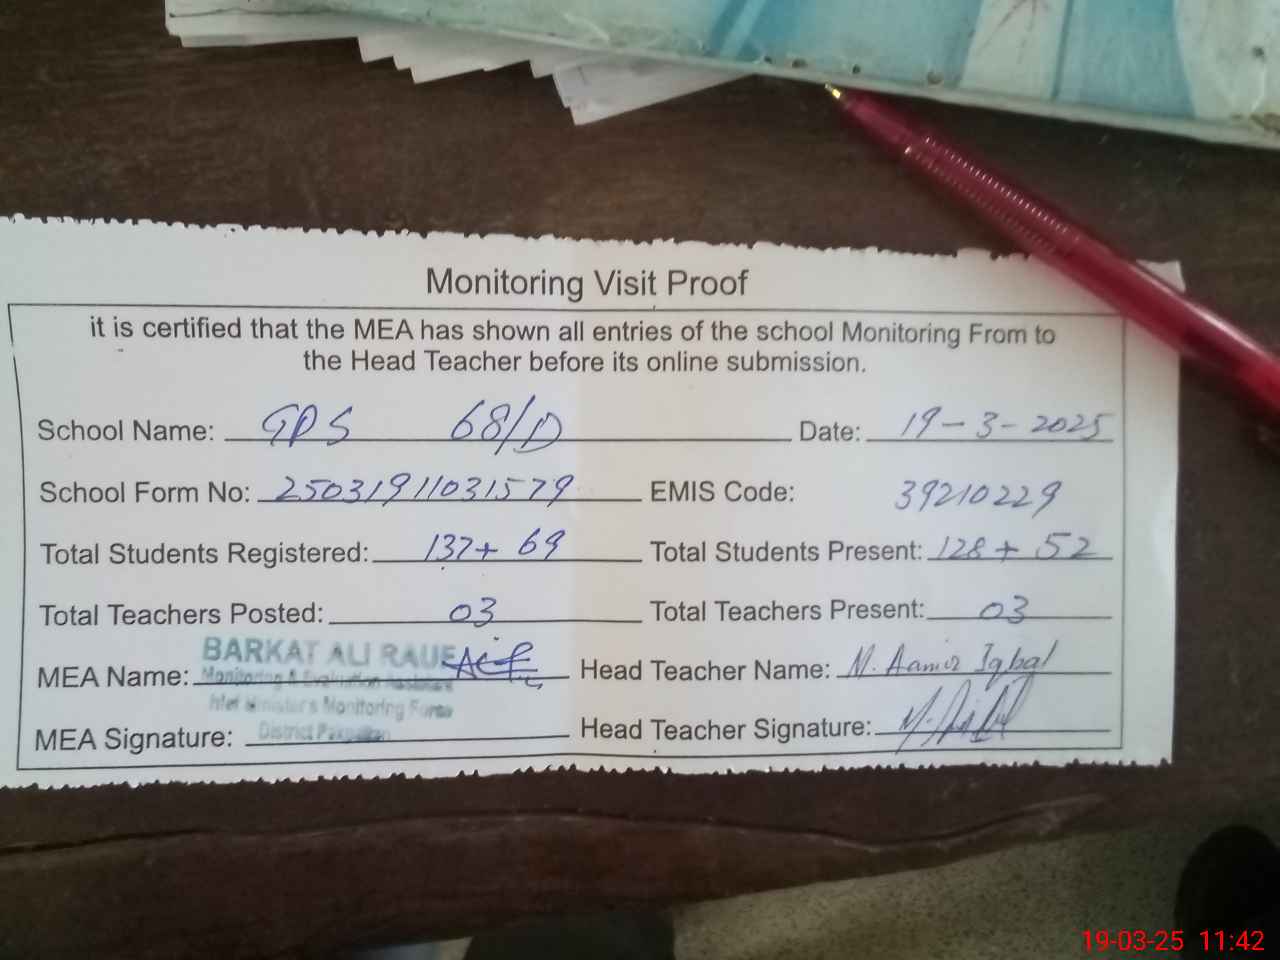 Monitoring Visit Proof
it is certified that the MEA has shown all entries of the school Monitoring From to
the Head Teacher before its online submission.
School Name: GPS 68/D Date: 19-3-2025
School Form No: 25031911031579 EMIS Code: 39210229
Total Students Registered: 137+ 69 Total Students Present: 128+ 52
Total Teachers Posted: 03 Total Teachers Present: 03
BARKAT ALI RAUF
MEA Name: Head Teacher Name: M. Aamir Iqbal
Monitoring & Evaluation
Minister's Monitoring Force
MEA Signature: Head Teacher Signature:
District Pakpattan
19-03-25 11:42